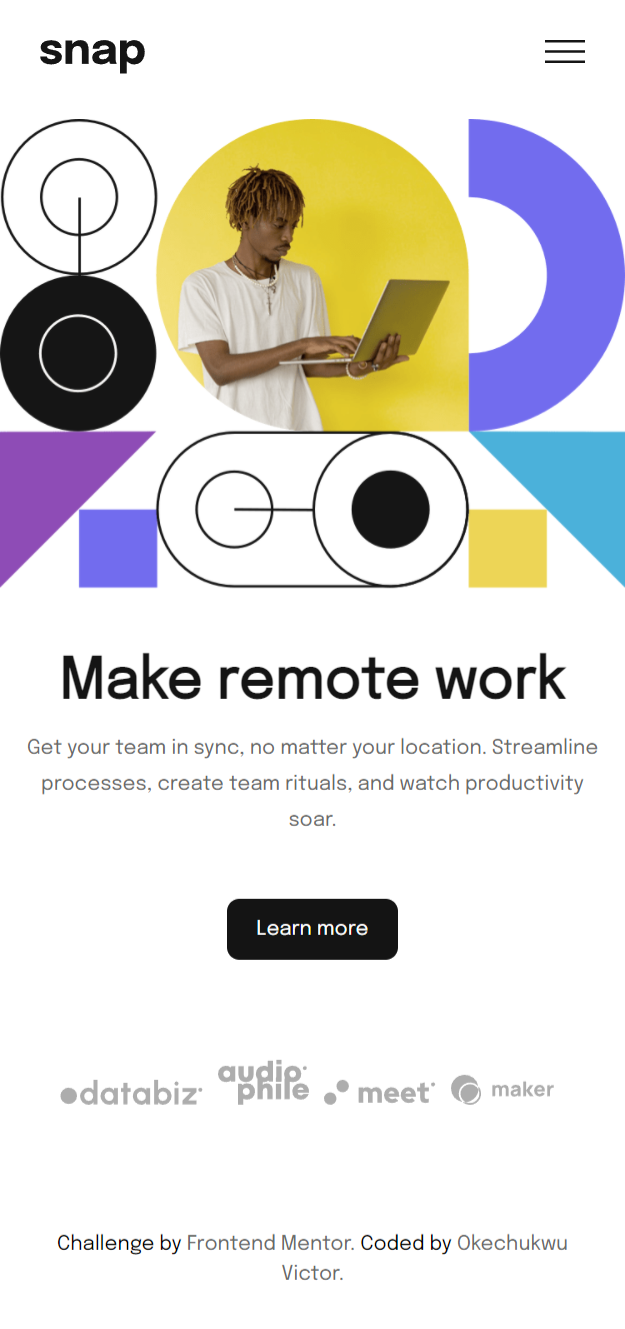 snap
Make remote work
Get your team in sync, no matter your location. Streamline
processes, create team rituals, and watch productivity
soar.
Learn more
databiz
audiophile
meet
maker
Challenge by Frontend Mentor. Coded by Okechukwu
Victor.